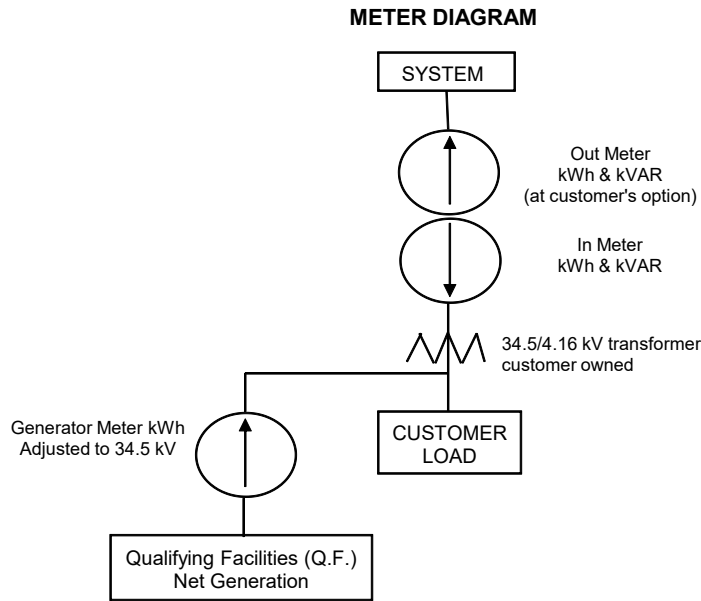 METER DIAGRAM
SYSTEM
Out Meter
kWh & kVAR
(at customer's option)
In Meter
kWh & kVAR
34.5/4.16 kV transformer
customer owned
Generator Meter kWh
Adjusted to 34.5 kV
CUSTOMER
LOAD
Qualifying Facilities (Q.F.)
Net Generation